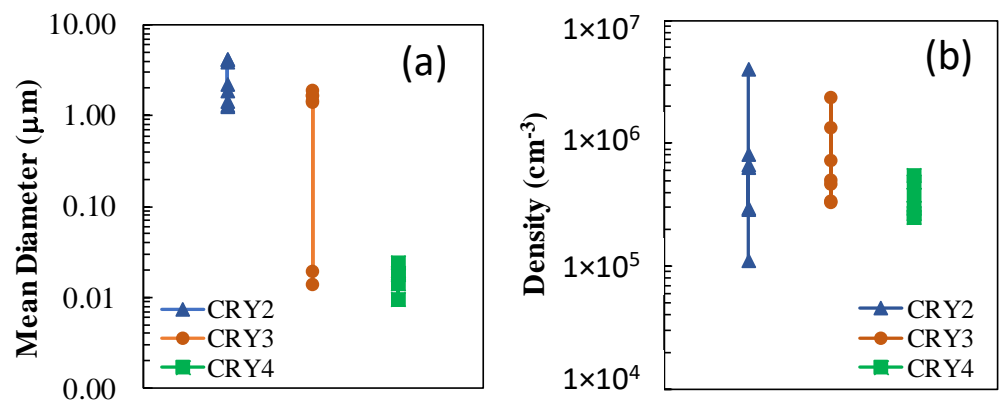 10.00
1.00
0.10
0.01
0.00
Mean Diameter (μm)
(a)
CRY2
CRY3
CRY4
1×10⁷
1×10⁶
1×10⁵
1×10⁴
Density (cm⁻³)
(b)
CRY2
CRY3
CRY4